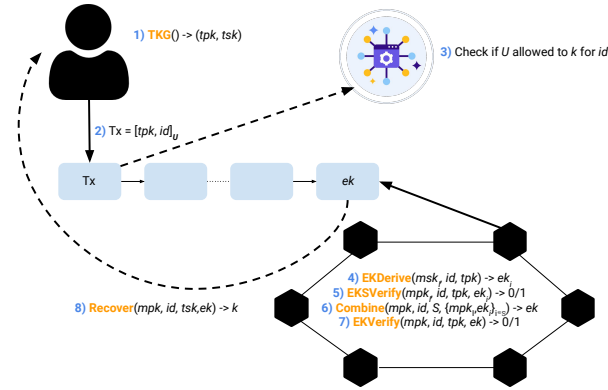 1) TKG() -> (tpk, tsk)
3) Check if U allowed to k for id
2) Tx = [tpk, id]U
Tx
ek
4) EKDerive(mski, id, tpk) -> eki
5) EKSVerify(mpki, id, tpk, eki) -> 0/1
8) Recover(mpk, id, tsk,ek) -> k
6) Combine(mpk, id, S, {mpki,eki}i=S) -> ek
7) EKVerify(mpk, id, tpk, ek) -> 0/1